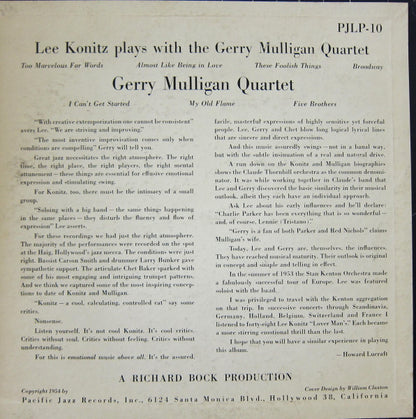 PJLP-10
Lee Konitz plays with the Gerry Mulligan Quartet
Too Marvelous For Words Almost Like Being in Love These Foolish Things Broadway
Gerry Mulligan Quartet
I Can't Get Started My Old Flame Five Brothers
"With creative extemporization one cannot be consistent"
avers Lee. "We are striving and improving."
"The most inventive improvisation comes only when
conditions are compelling" Gerry will tell you.
Great jazz necessitates the right atmosphere. The right
time, the right place, the right players, the right mental
attunement – these things are essential for effusive emotional
expression and stimulating swing.
For Konitz, too, there must be the intimacy of a small
group.
"Soloing with a big band – the same things happening
in the same places – they disturb the fluency and flow of
expression" Lee asserts.
For these recordings we had just the right atmosphere.
The majority of the performances were recorded on the spot
at the Haig, Hollywood's jazz mecca. The conditions were just
right. Bassist Carson Smith and drummer Larry Bunker gave
sympathetic support. The articulate Chet Baker sparked with
some of his most engaging and intriguing trumpet patterns.
And we think we captured some of the most inspiring concep-
tions to date of Konitz and Mulligan.
"Konitz – a cool, calculating, controlled cat" say some
critics.
Nonsense.
Listen yourself. It's not cool Konitz. It's cool critics.
Critics without soul. Critics without feeling. Critics without
understanding.
For this is emotional music above all. It's the assured,
facile, masterful expressions of highly sensitive yet forceful
people. Lee, Gerry and Chet blow long logical lyrical lines
that are sincere and direct expressions.
And this music assuredly swings – not in a banal way,
but with the subtle insinuation of a real and natural drive.
A run down on the Konitz and Mulligan biographies
shows the Claude Thornhill orchestra as the common denomi-
nator. It was while working together in Claude's band that
Lee and Gerry discovered the basic similarity in their musical
outlook, albeit they each have an individual approach.
Ask Lee about his early influences and he'll declare:
"Charlie Parker has been everything that is so wonderful –
and, of course, Lennie (Tristano)."
"Gerry is a fan of both Parker and Red Nichols" claims
Mulligan's wife.
Today, Lee and Gerry are, themselves, the influences.
They have reached musical maturity. Their outlook is original
in concept and simple and telling in effect.
In the summer of 1953 the Stan Kenton Orchestra made
a fabulously successful tour of Europe. Lee was featured
soloist with the band.
I was privileged to travel with the Kenton aggregation
on that trip. In successive concerts through Scandinavia,
Germany, Holland, Belgium, Switzerland and France I
listened to forty-eight Lee Konitz "Lover Man's." Each became
a more stirring emotional thrill than the last.
I hope that you will have a similar experience in playing
this album.
– Howard Lucraft
A RICHARD BOCK PRODUCTION
Copyright 1954 by Cover Design by William Claxton
Pacific Jazz Records, Inc., 6124 Santa Monica Blvd., Hollywood 38, California